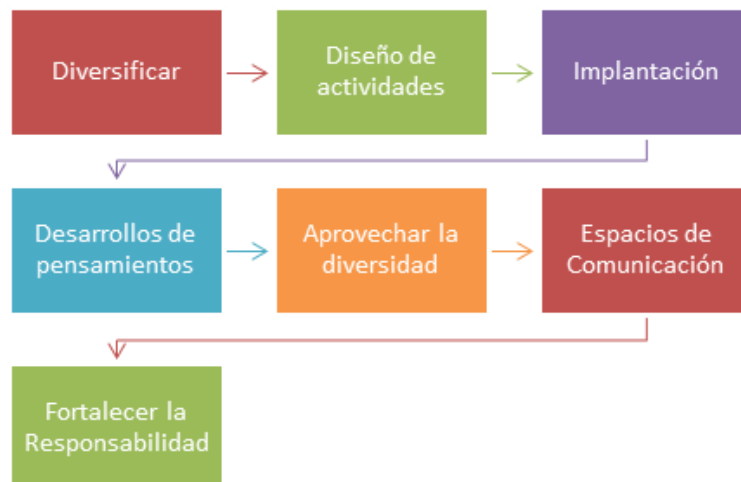 Diversificar
Diseño de
actividades
Implantación
Desarrollos de
pensamientos
Aprovechar la
diversidad
Espacios de
Comunicación
Fortalecer la
Responsabilidad